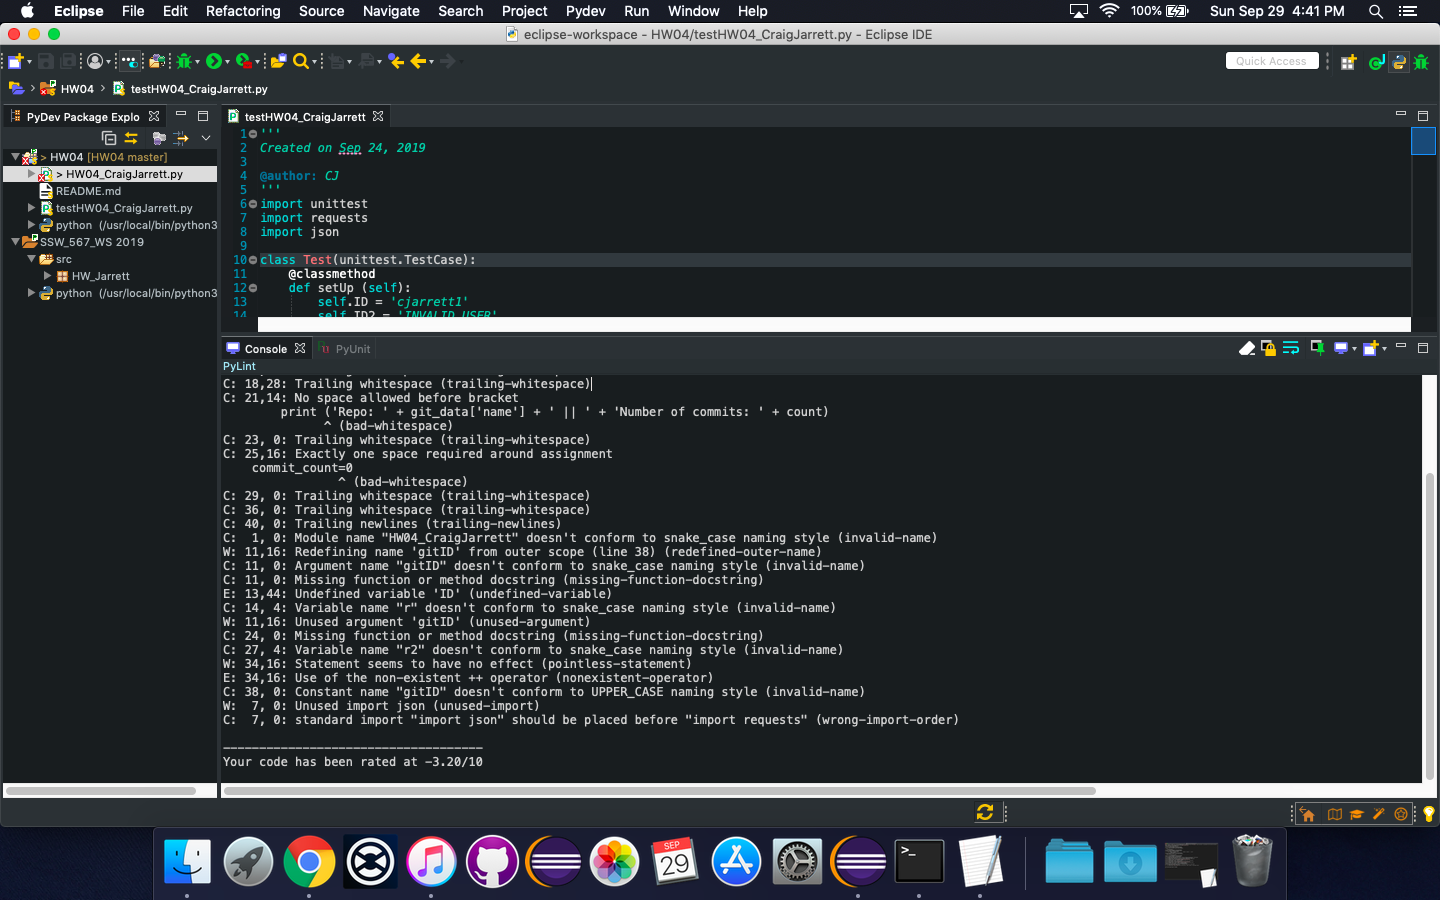 Eclipse File Edit Refactoring Source Navigate Search Project Pydev Run Window Help 100% Sun Sep 29 4:41 PM
eclipse-workspace - HW04/testHW04_CraigJarrett.py - Eclipse IDE
Quick Access
HW04 testHW04_CraigJarrett.py
PyDev Package Explo
testHW04_CraigJarrett
HW04 [HW04 master]
> HW04_CraigJarrett.py
README.md
testHW04_CraigJarrett.py
python (/usr/local/bin/python3
SSW_567_WS 2019
src
HW_Jarrett
python (/usr/local/bin/python3
1 '''
2 Created on Sep 24, 2019
3
4 @author: CJ
5 '''
6 import unittest
7 import requests
8 import json
9
10 class Test(unittest.TestCase):
11 @classmethod
12 def setUp (self):
13 self.ID = 'cjarrett1'
14 self.ID2 = 'INVALID_USER'
Console PyUnit
PyLint
C: 18,28: Trailing whitespace (trailing-whitespace)
C: 21,14: No space allowed before bracket
print ('Repo: ' + git_data['name'] + ' || ' + 'Number of commits: ' + count)
^ (bad-whitespace)
C: 23, 0: Trailing whitespace (trailing-whitespace)
C: 25,16: Exactly one space required around assignment
commit_count=0
^ (bad-whitespace)
C: 29, 0: Trailing whitespace (trailing-whitespace)
C: 36, 0: Trailing whitespace (trailing-whitespace)
C: 40, 0: Trailing newlines (trailing-newlines)
C: 1, 0: Module name "HW04_CraigJarrett" doesn't conform to snake_case naming style (invalid-name)
W: 11,16: Redefining name 'gitID' from outer scope (line 38) (redefined-outer-name)
C: 11, 0: Argument name "gitID" doesn't conform to snake_case naming style (invalid-name)
C: 11, 0: Missing function or method docstring (missing-function-docstring)
E: 13,44: Undefined variable 'ID' (undefined-variable)
C: 14, 4: Variable name "r" doesn't conform to snake_case naming style (invalid-name)
W: 11,16: Unused argument 'gitID' (unused-argument)
C: 24, 0: Missing function or method docstring (missing-function-docstring)
C: 27, 4: Variable name "r2" doesn't conform to snake_case naming style (invalid-name)
W: 34,16: Statement seems to have no effect (pointless-statement)
E: 34,16: Use of the non-existent ++ operator (nonexistent-operator)
C: 38, 0: Constant name "gitID" doesn't conform to UPPER_CASE naming style (invalid-name)
W: 7, 0: Unused import json (unused-import)
C: 7, 0: standard import "import json" should be placed before "import requests" (wrong-import-order)
------------------------------------
Your code has been rated at -3.20/10
SEP
29